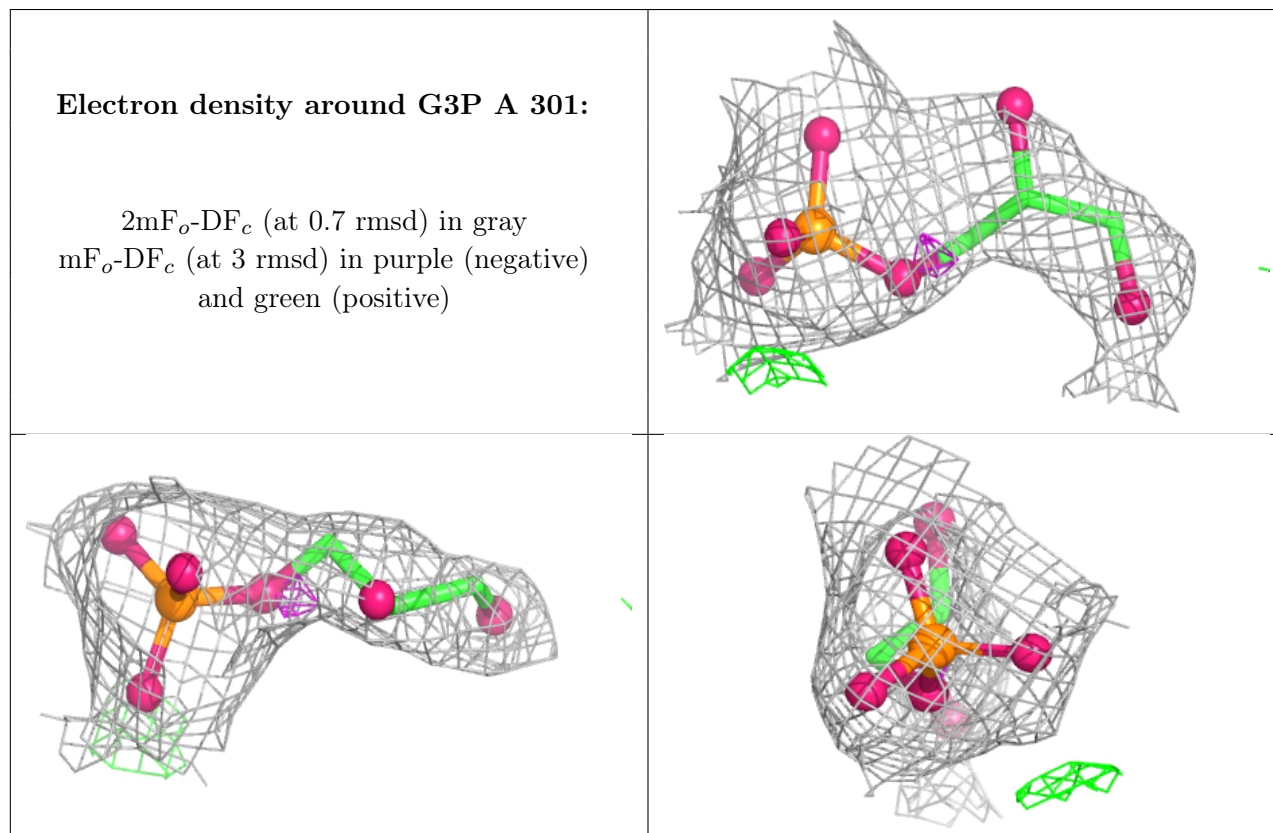 Electron density around G3P A 301:
2mFo-DFc (at 0.7 rmsd) in gray
mFo-DFc (at 3 rmsd) in purple (negative)
and green (positive)